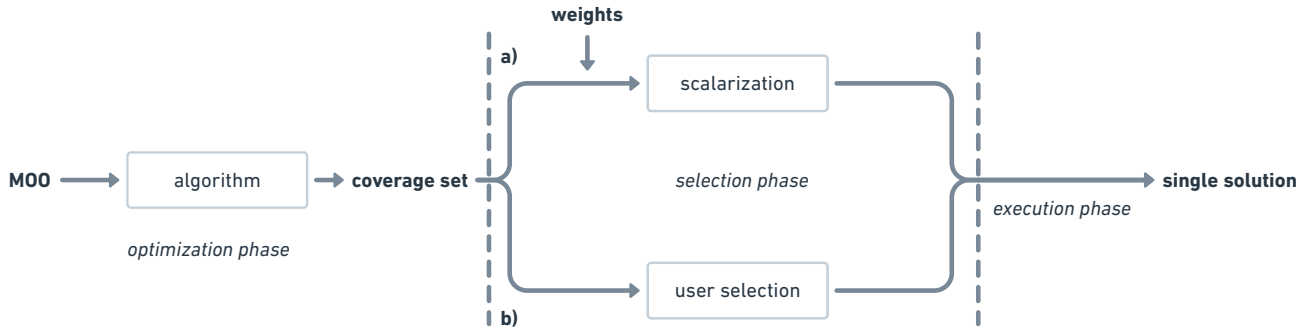 weights
a)
scalarization
MOO
algorithm
coverage set
selection phase
single solution
execution phase
optimization phase
user selection
b)